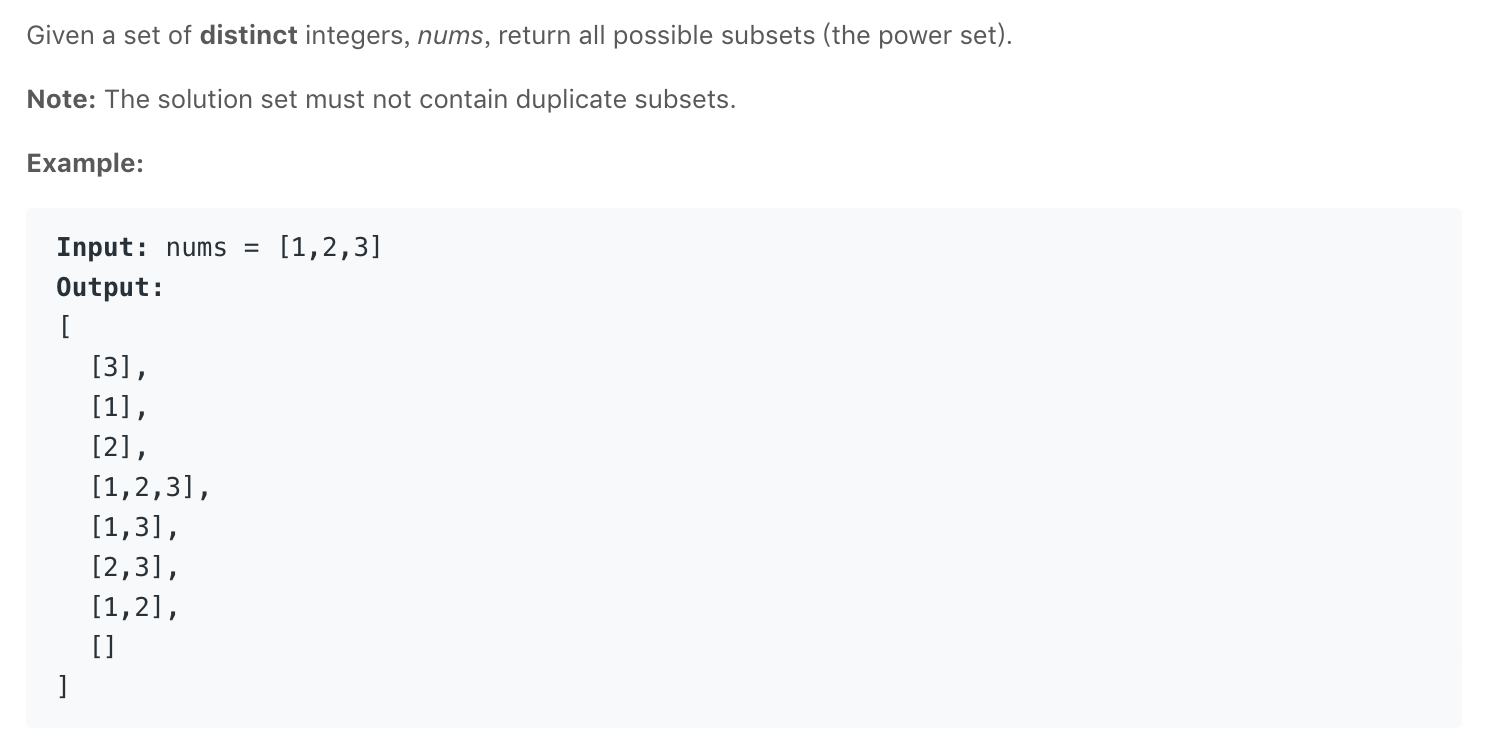 Given a set of distinct integers, nums, return all possible subsets (the power set).
Note: The solution set must not contain duplicate subsets.
Example:
Input: nums = [1,2,3]
Output:
[
  [3],
  [1],
  [2],
  [1,2,3],
  [1,3],
  [2,3],
  [1,2],
  []
]